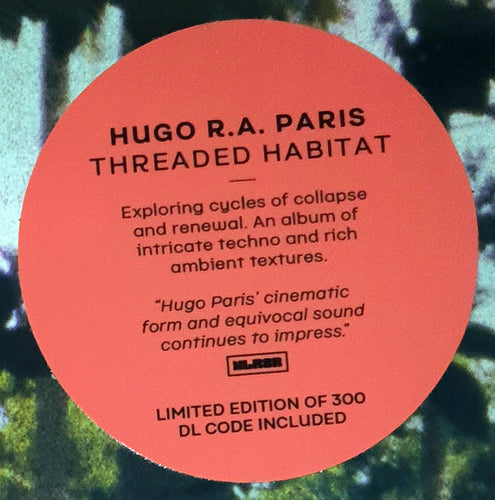 HUGO R.A. PARIS
THREADED HABITAT
Exploring cycles of collapse
and renewal. An album of
intricate techno and rich
ambient textures.
“Hugo Paris’ cinematic
form and equivocal sound
continues to impress.”
XLR8R
LIMITED EDITION OF 300
DL CODE INCLUDED